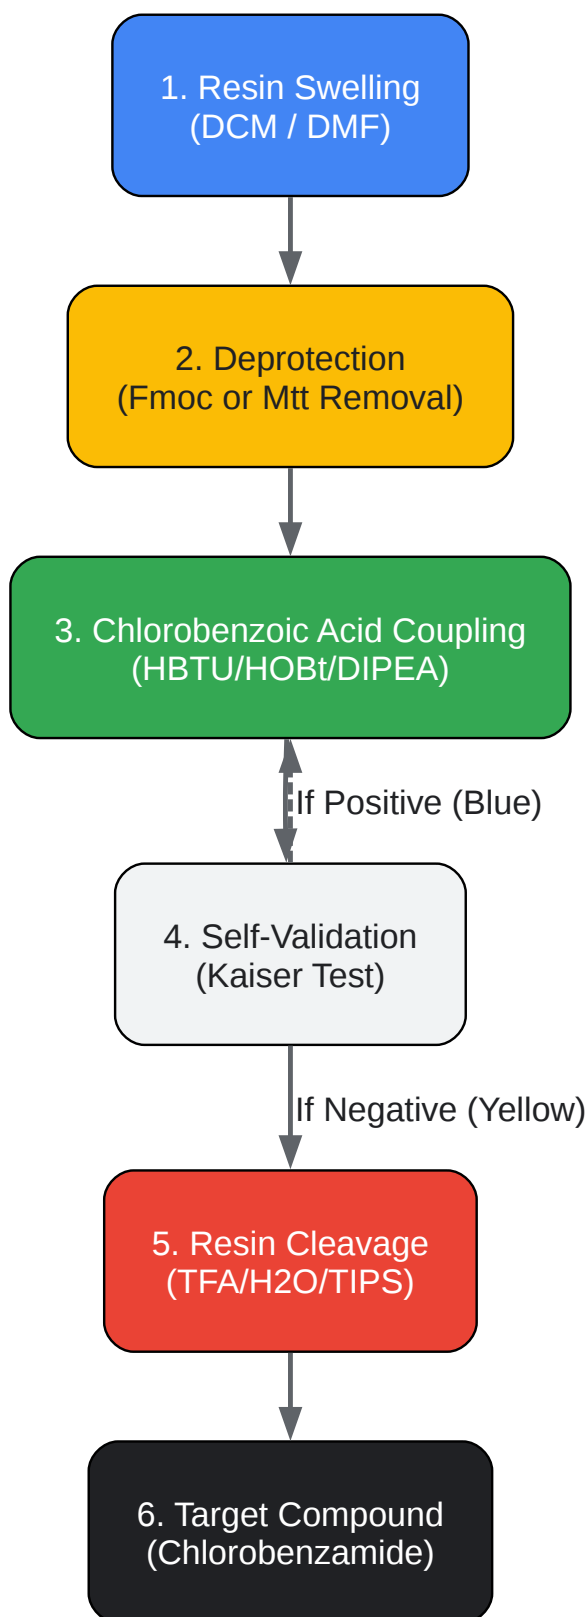 1. Resin Swelling
(DCM / DMF)
2. Deprotection
(Fmoc or Mtt Removal)
3. Chlorobenzoic Acid Coupling
(HBTU/HOBt/DIPEA)
If Positive (Blue)
4. Self-Validation
(Kaiser Test)
If Negative (Yellow)
5. Resin Cleavage
(TFA/H2O/TIPS)
6. Target Compound
(Chlorobenzamide)